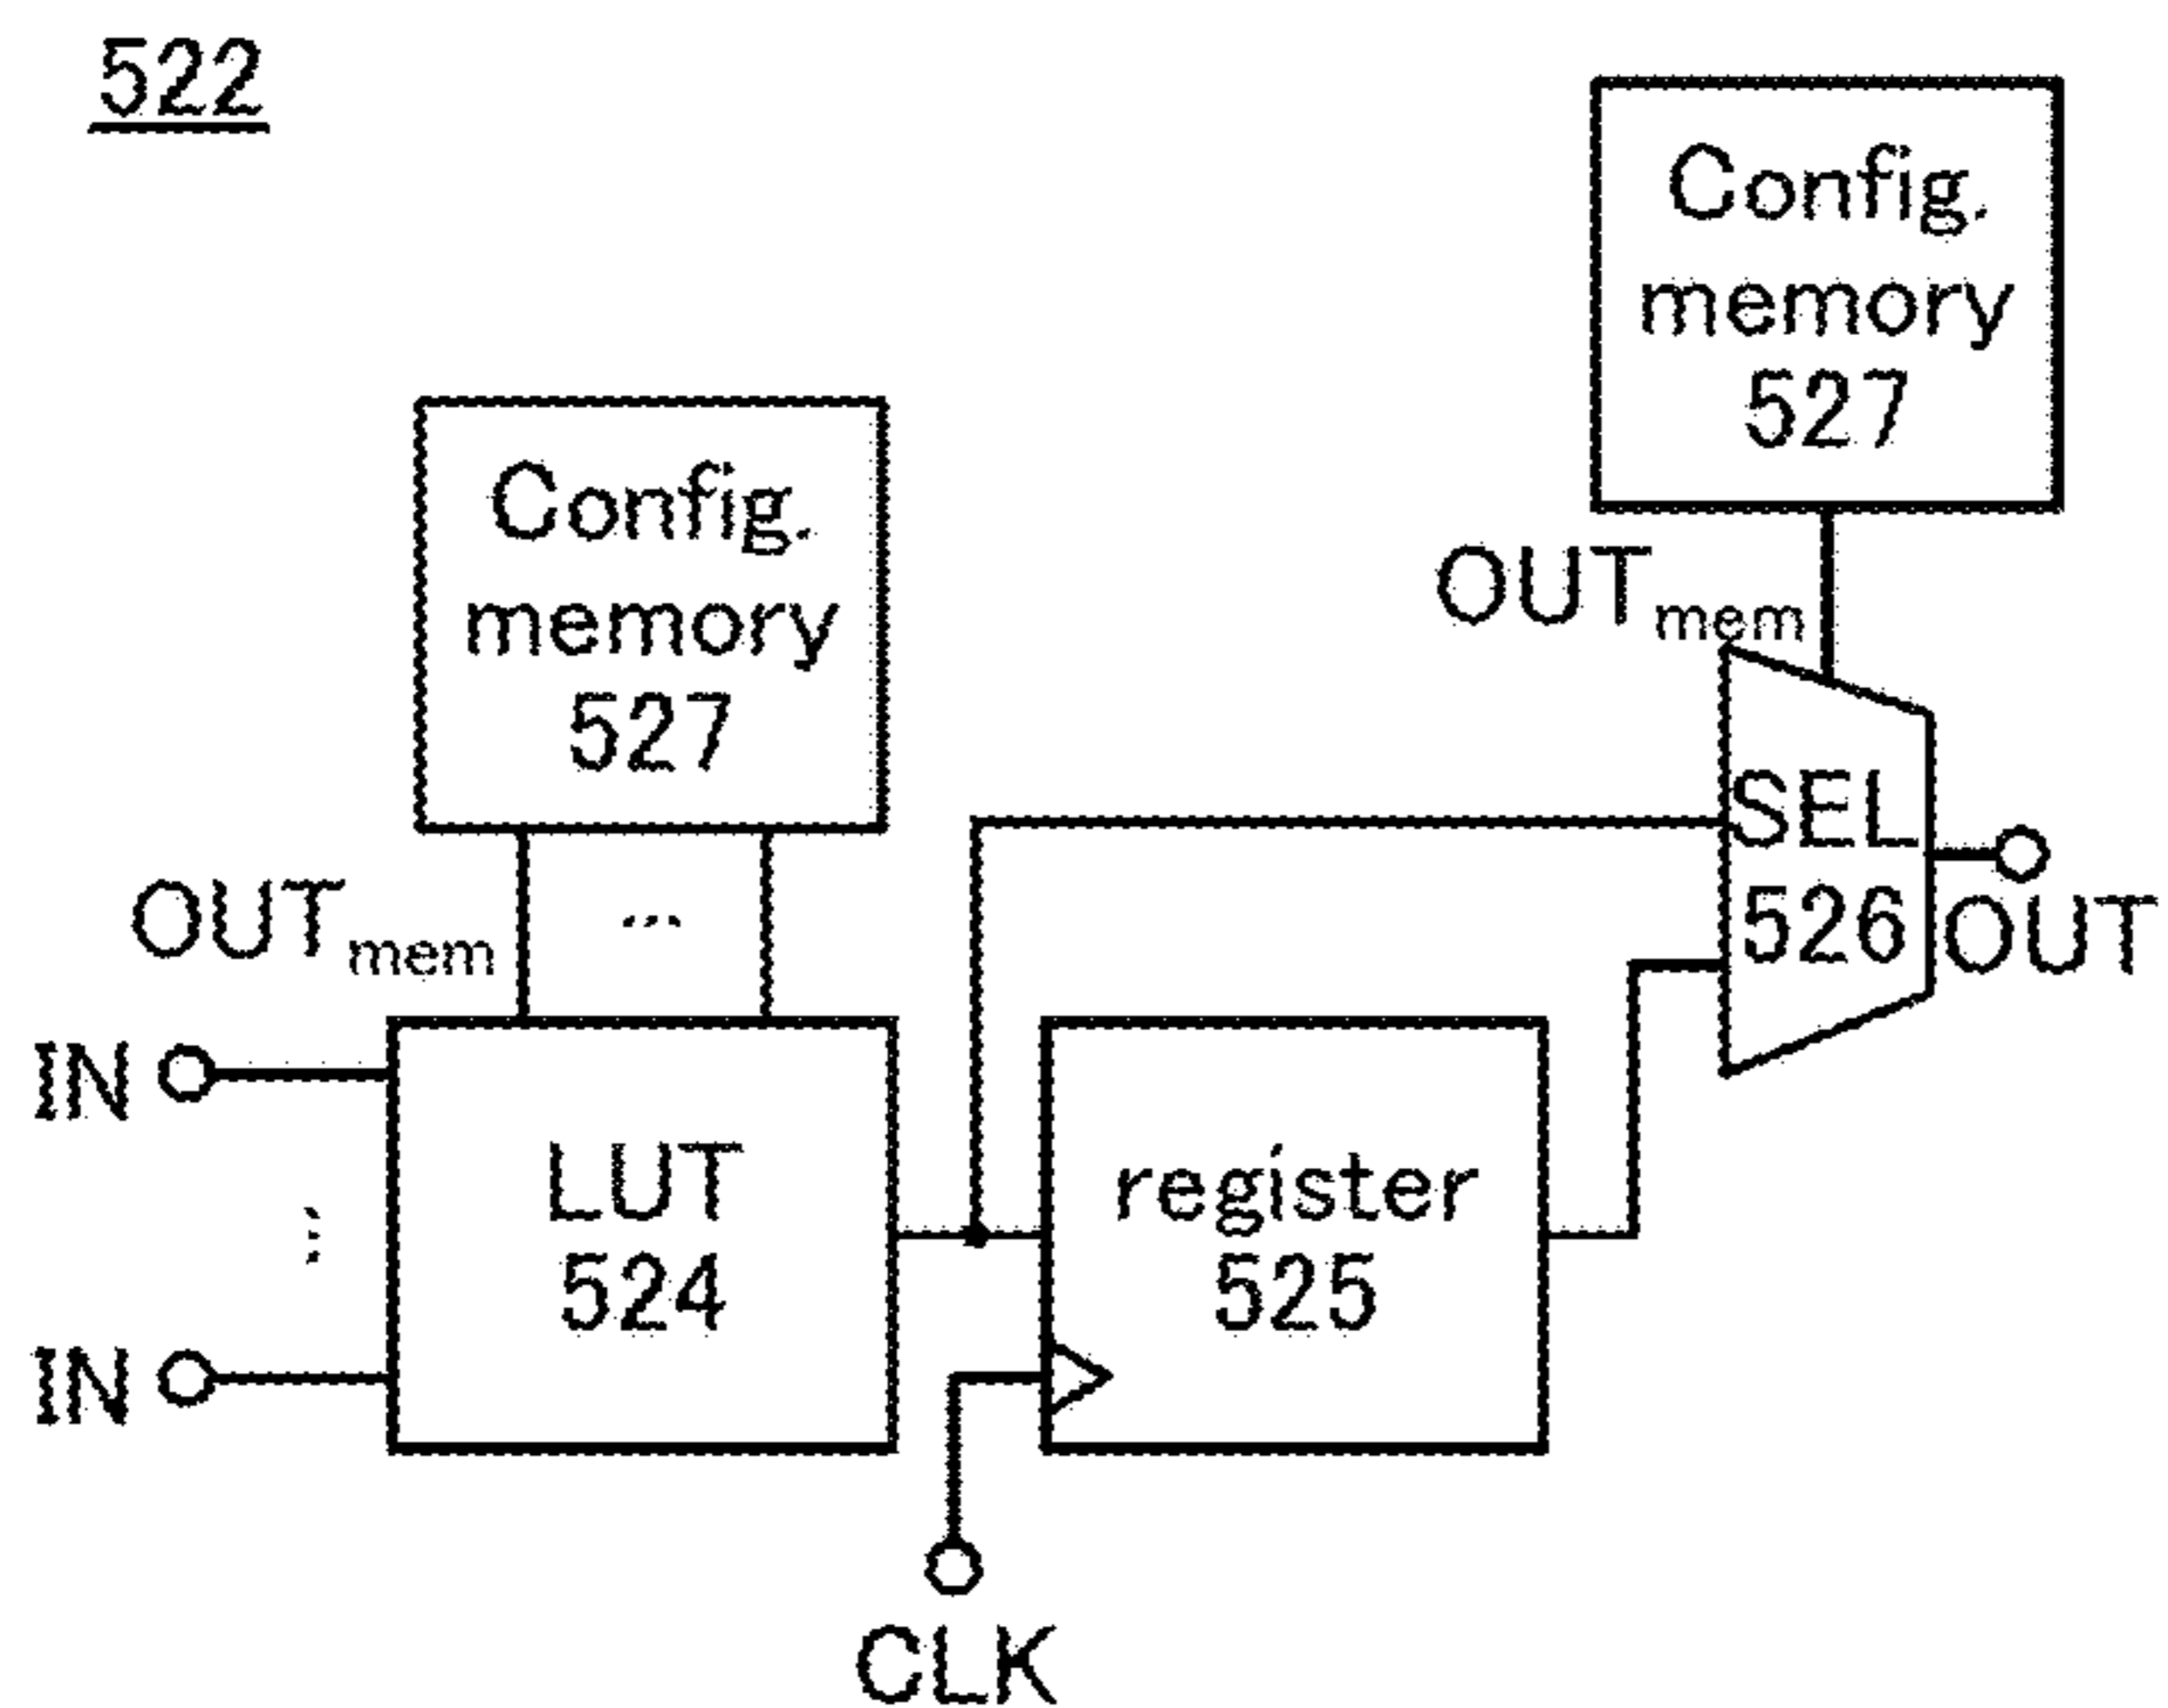 522
Config.
memory
527
OUTmem
Config.
memory
527
OUTmem
SEL
526
OUT
IN
⋮
IN
...
LUT
524
register
525
CLK